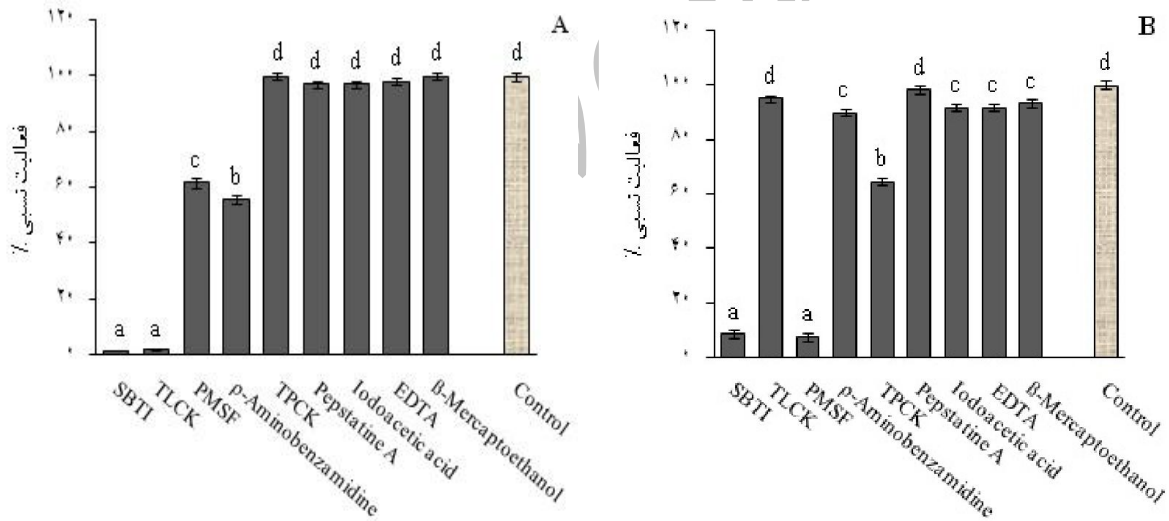 A
٪ فعالیت نسبی
۱۲۰
۱۰۰
۸۰
۶۰
۴۰
۲۰
۰
a
a
c
b
d
d
d
d
d
d
SBTI
TLCK
PMSF
ρ-Aminobenzamidine
TPCK
Pepstatine A
Iodoacetic acid
EDTA
ß-Mercaptoethanol
Control
B
٪ فعالیت نسبی
۱۲۰
۱۰۰
۸۰
۶۰
۴۰
۲۰
۰
a
d
a
c
b
d
c
c
c
d
SBTI
TLCK
PMSF
ρ-Aminobenzamidine
TPCK
Pepstatine A
Iodoacetic acid
EDTA
ß-Mercaptoethanol
Control